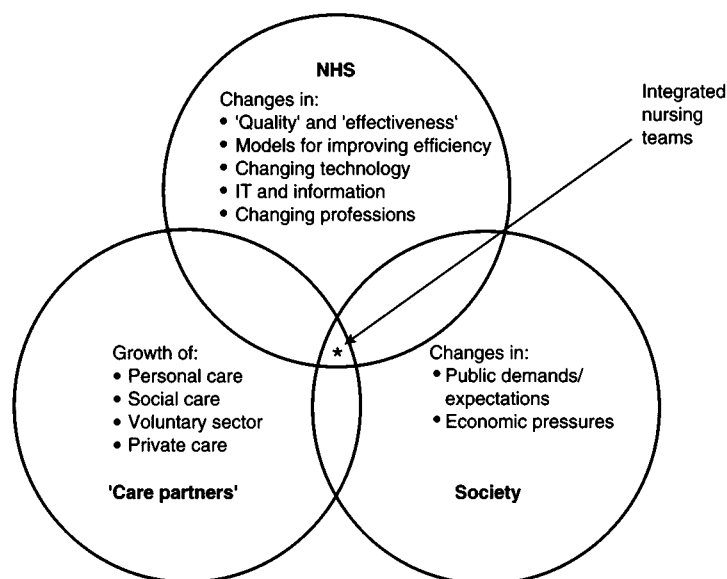 NHS
Changes in:
• 'Quality' and 'effectiveness'
• Models for improving efficiency
• Changing technology
• IT and information
• Changing professions
Integrated
nursing
teams
*
Growth of:
• Personal care
• Social care
• Voluntary sector
• Private care
'Care partners'
Changes in:
• Public demands/
expectations
• Economic pressures
Society